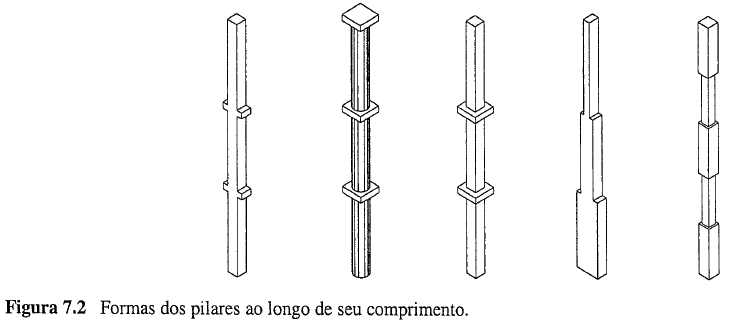 Figura 7.2 Formas dos pilares ao longo de seu comprimento.